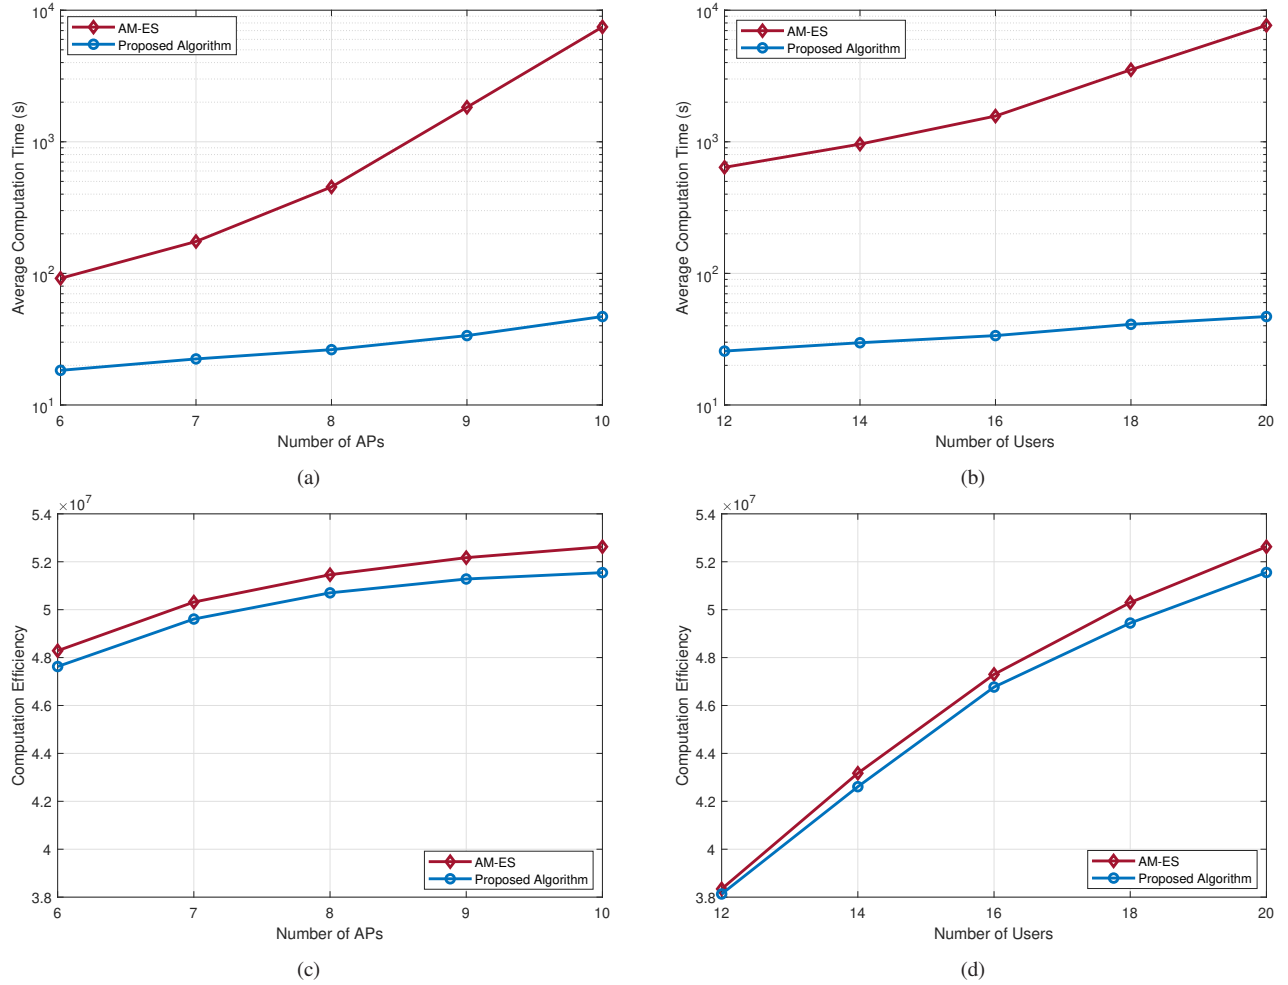 10^4
10^3
10^2
10^1
Average Computation Time (s)
AM-ES
Proposed Algorithm
6 7 8 9 10
Number of APs
(a)
10^4
10^3
10^2
10^1
Average Computation Time (s)
AM-ES
Proposed Algorithm
12 14 16 18 20
Number of Users
(b)
×10^7
5.4
5.2
5
4.8
4.6
4.4
4.2
4
3.8
Computation Efficiency
AM-ES
Proposed Algorithm
6 7 8 9 10
Number of APs
(c)
×10^7
5.4
5.2
5
4.8
4.6
4.4
4.2
4
3.8
Computation Efficiency
AM-ES
Proposed Algorithm
12 14 16 18 20
Number of Users
(d)